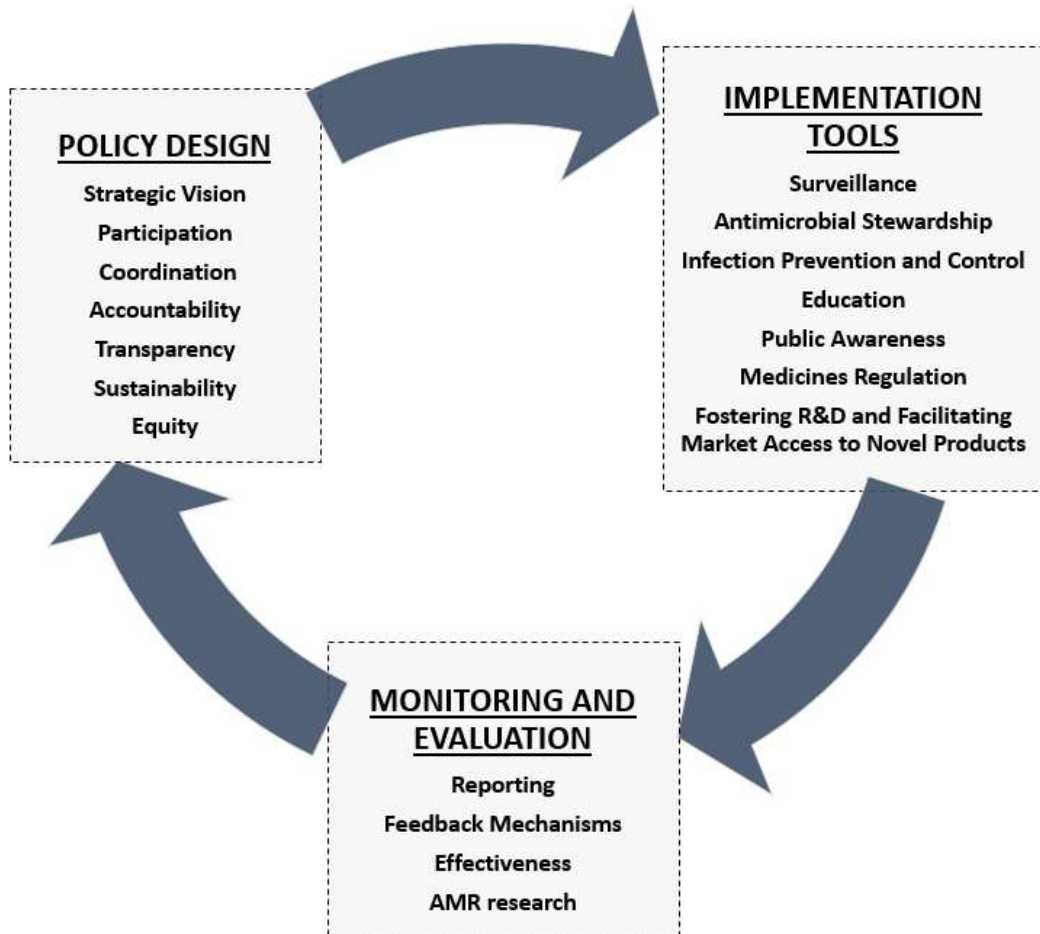 POLICY DESIGN
Strategic Vision
Participation
Coordination
Accountability
Transparency
Sustainability
Equity
IMPLEMENTATION
TOOLS
Surveillance
Antimicrobial Stewardship
Infection Prevention and Control
Education
Public Awareness
Medicines Regulation
Fostering R&D and Facilitating
Market Access to Novel Products
MONITORING AND
EVALUATION
Reporting
Feedback Mechanisms
Effectiveness
AMR research